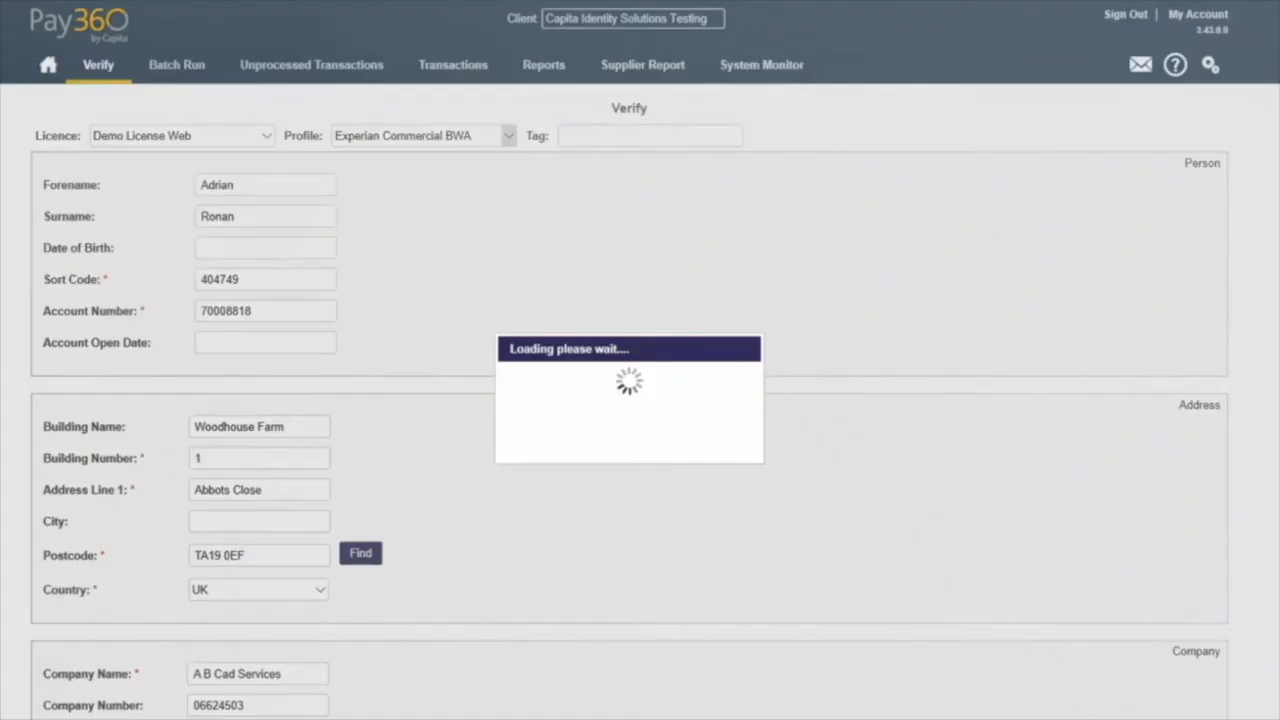 Pay360
by Capita
Client Capita Identity Solutions Testing
Sign Out | My Account
3.43.0.0
Verify Batch Run Unprocessed Transactions Transactions Reports Supplier Report System Monitor
Verify
Licence: Demo License Web Profile: Experian Commercial BWA Tag:
Person
Forename: Adrian
Surname: Ronan
Date of Birth:
Sort Code: * 404749
Account Number: * 70008818
Account Open Date:
Loading please wait....
Address
Building Name: Woodhouse Farm
Building Number: * 1
Address Line 1: * Abbots Close
City:
Postcode: * TA19 0EF Find
Country: * UK
Company
Company Name: * A B Cad Services
Company Number: 06624503